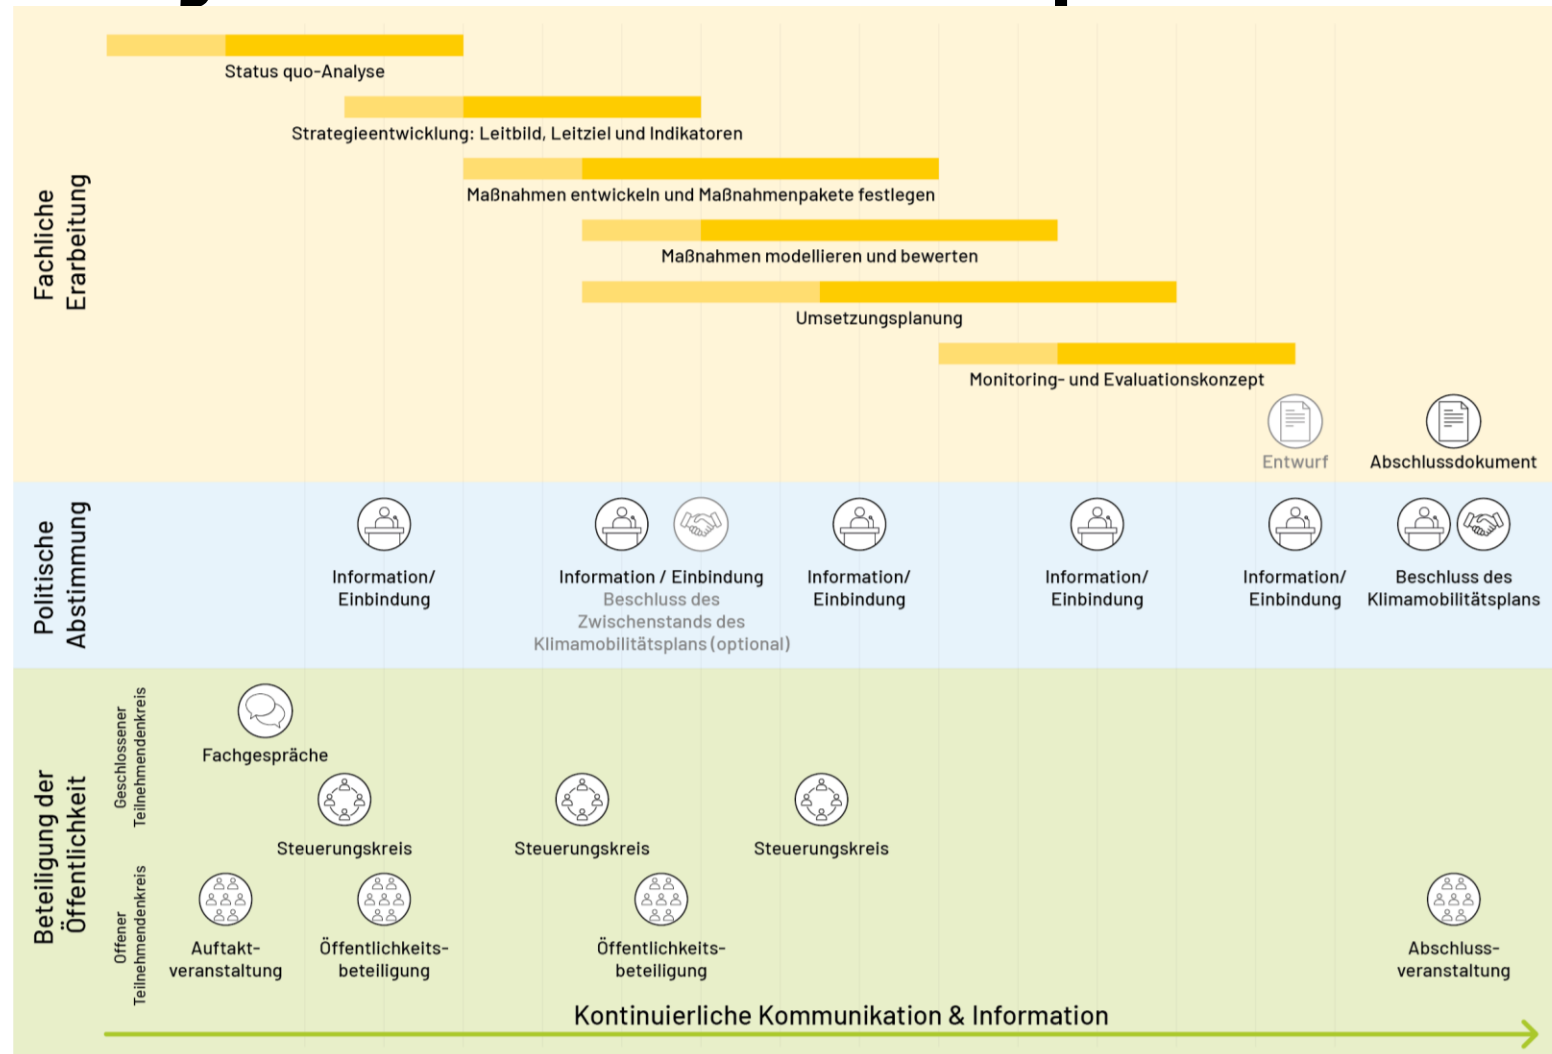 Fachliche
Erarbeitung
Status quo-Analyse
Strategieentwicklung: Leitbild, Leitziel und Indikatoren
Maßnahmen entwickeln und Maßnahmenpakete festlegen
Maßnahmen modellieren und bewerten
Umsetzungsplanung
Monitoring- und Evaluationskonzept
Entwurf
Abschlussdokument
Politische
Abstimmung
Information/
Einbindung
Information / Einbindung
Beschluss des
Zwischenstands des
Klimamobilitätsplans (optional)
Information/
Einbindung
Information/
Einbindung
Information/
Einbindung
Beschluss des
Klimamobilitätsplans
Beteiligung der
Öffentlichkeit
Geschlossener
Teilnehmendenkreis
Fachgespräche
Steuerungskreis
Steuerungskreis
Steuerungskreis
Offener
Teilnehmendenkreis
Auftakt-
veranstaltung
Öffentlichkeits-
beteiligung
Öffentlichkeits-
beteiligung
Abschluss-
veranstaltung
Kontinuierliche Kommunikation & Information